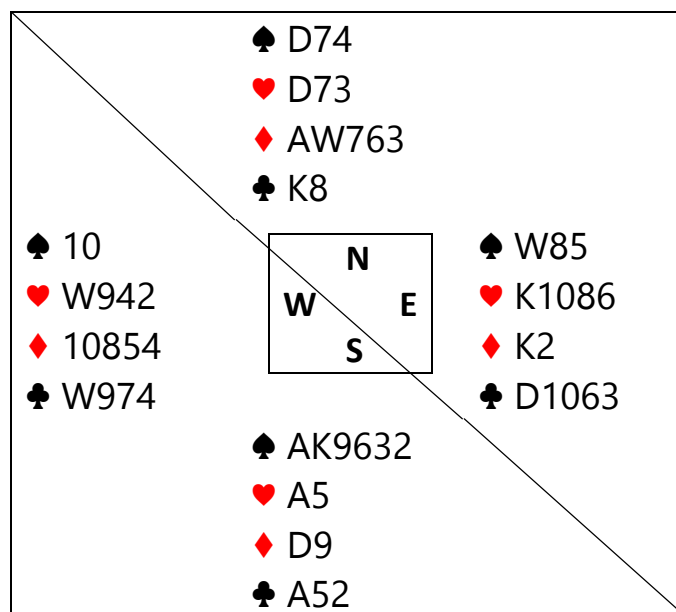 ♠ D74
♥ D73
♦ AW763
♣ K8
♠ 10
♥ W942
♦ 10854
♣ W974
N
W E
S
♠ W85
♥ K1086
♦ K2
♣ D1063
♠ AK9632
♥ A5
♦ D9
♣ A52